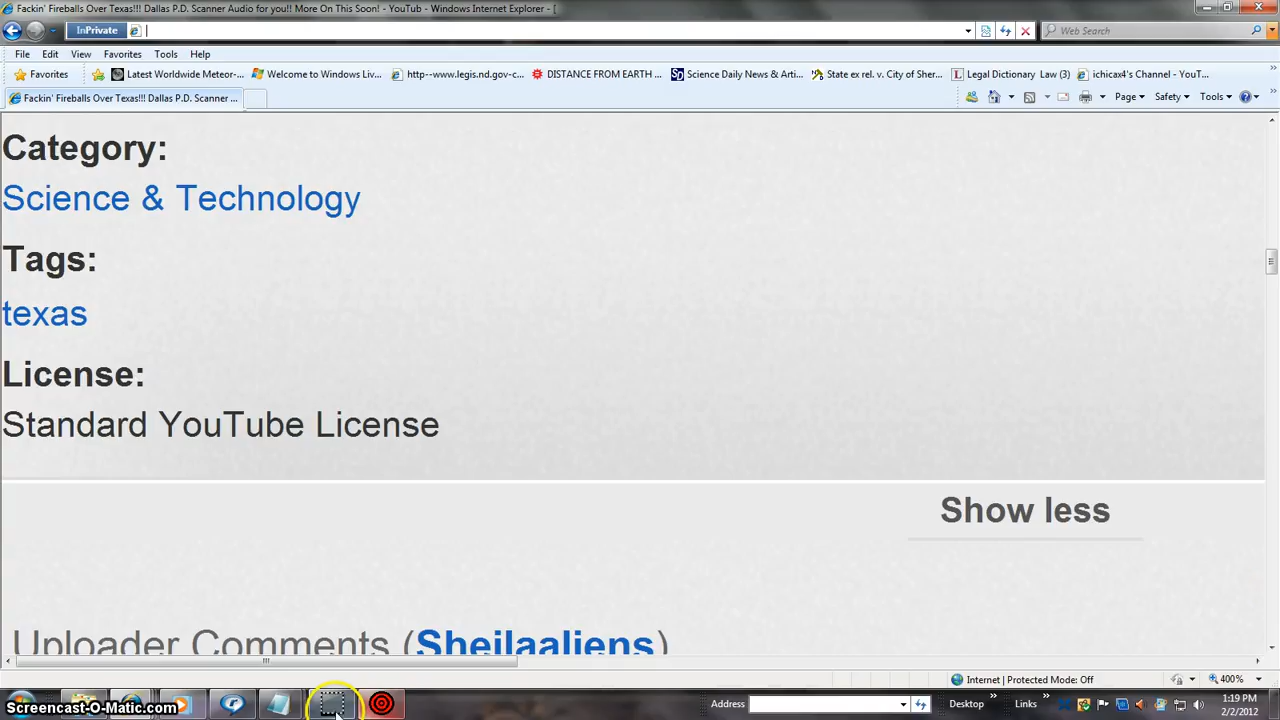 Fackin' Fireballs Over Texas!!! Dallas P.D. Scanner Audio for you!! More On This Soon! - YouTub - Windows Internet Explorer - [
InPrivate
Web Search
File Edit View Favorites Tools Help
Favorites Latest Worldwide Meteor-... Welcome to Windows Liv... http--www.legis.nd.gov-c... DISTANCE FROM EARTH ... Science Daily News & Arti... State ex rel. v. City of Sher... Legal Dictionary Law (3) ichicax4's Channel - YouT...
Fackin' Fireballs Over Texas!!! Dallas P.D. Scanner ...
Page Safety Tools
Category:
Science & Technology
Tags:
texas
License:
Standard YouTube License
Show less
Uploader Comments (Sheilaaliens)
Internet | Protected Mode: Off 400%
Screencast-O-Matic.com
Address Desktop Links
1:19 PM
2/2/2012